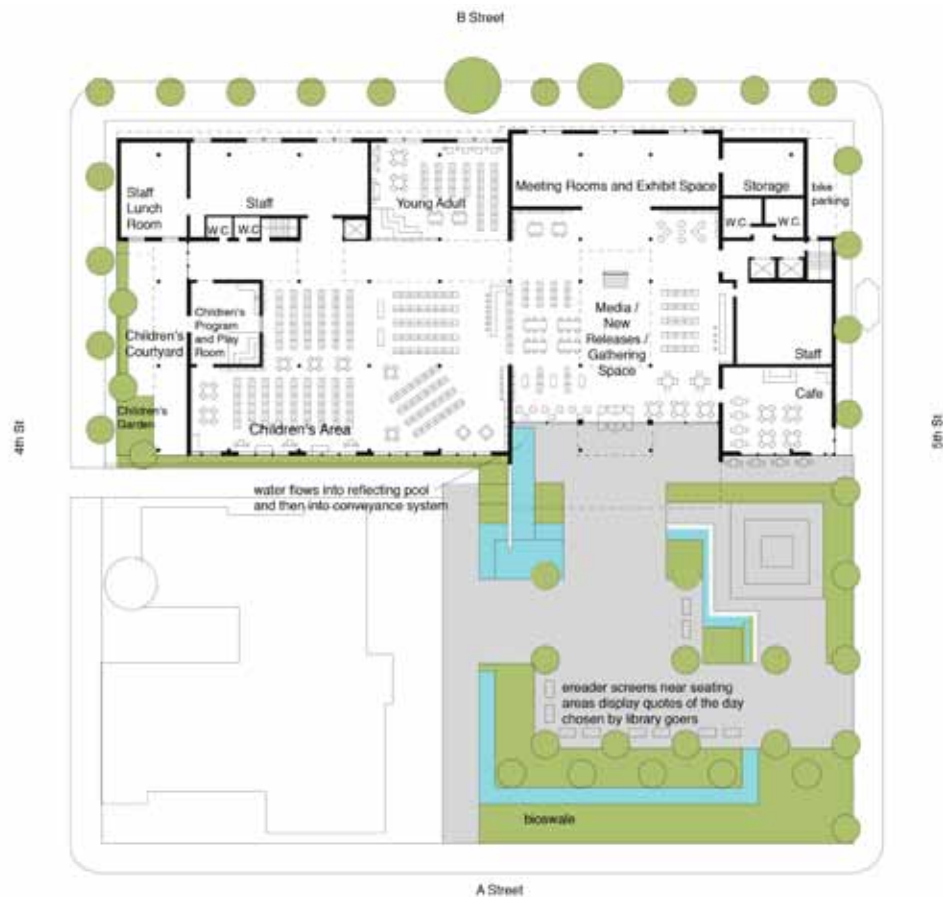 B Street
Staff
Lunch
Room
Staff
W.C
W.C
Young Adult
Meeting Rooms and Exhibit Space
Storage
W.C
W.C
bike
parking
Children's
Courtyard
Children's
Program
and Play
Room
Media /
New
Releases /
Gathering
Space
Staff
Cafe
Children's
Garden
Children's Area
4th St
5th St
water flows into reflecting pool
and then into conveyance system
ereader screens near seating
areas display quotes of the day
chosen by library goers
bioswale
A Street